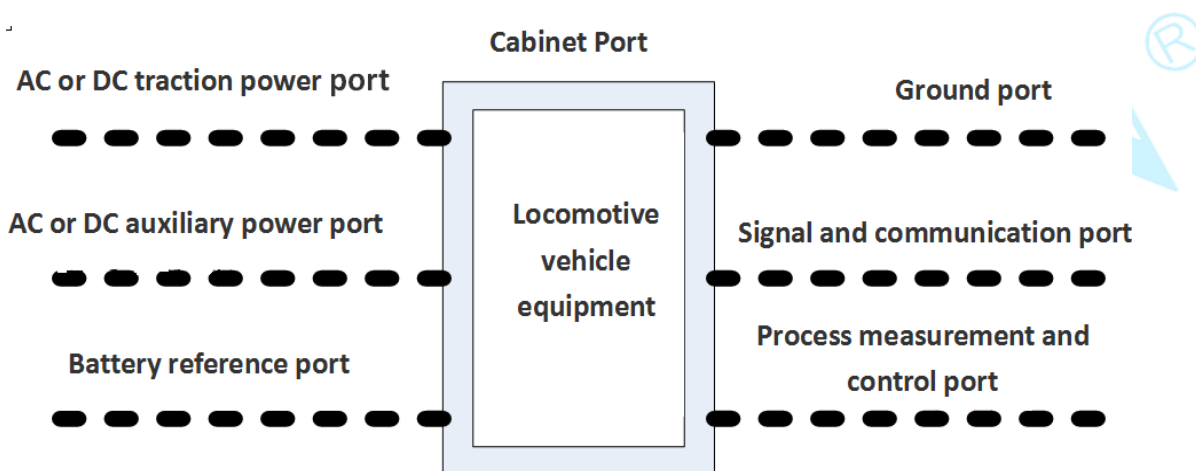 Cabinet Port
AC or DC traction power port
Ground port
AC or DC auxiliary power port
Locomotive
vehicle
equipment
Signal and communication port
Battery reference port
Process measurement and
control port
®